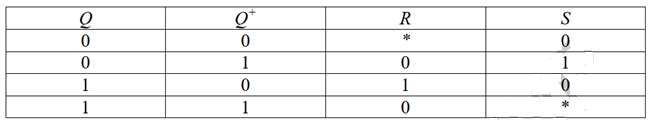 Q Q⁺ R S
0 0 * 0
0 1 0 1
1 0 1 0
1 1 0 *